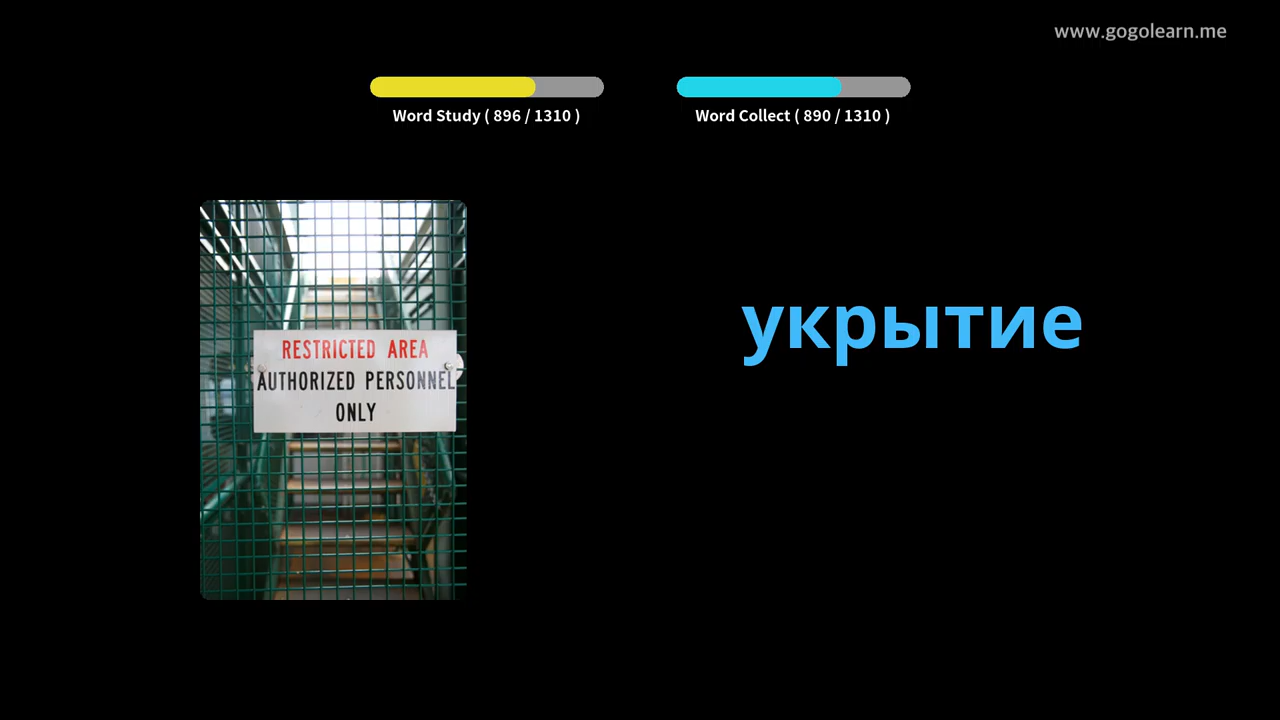 www.gogolearn.me
Word Study ( 896 / 1310 )
Word Collect ( 890 / 1310 )
RESTRICTED AREA
AUTHORIZED PERSONNEL
ONLY
укрытие